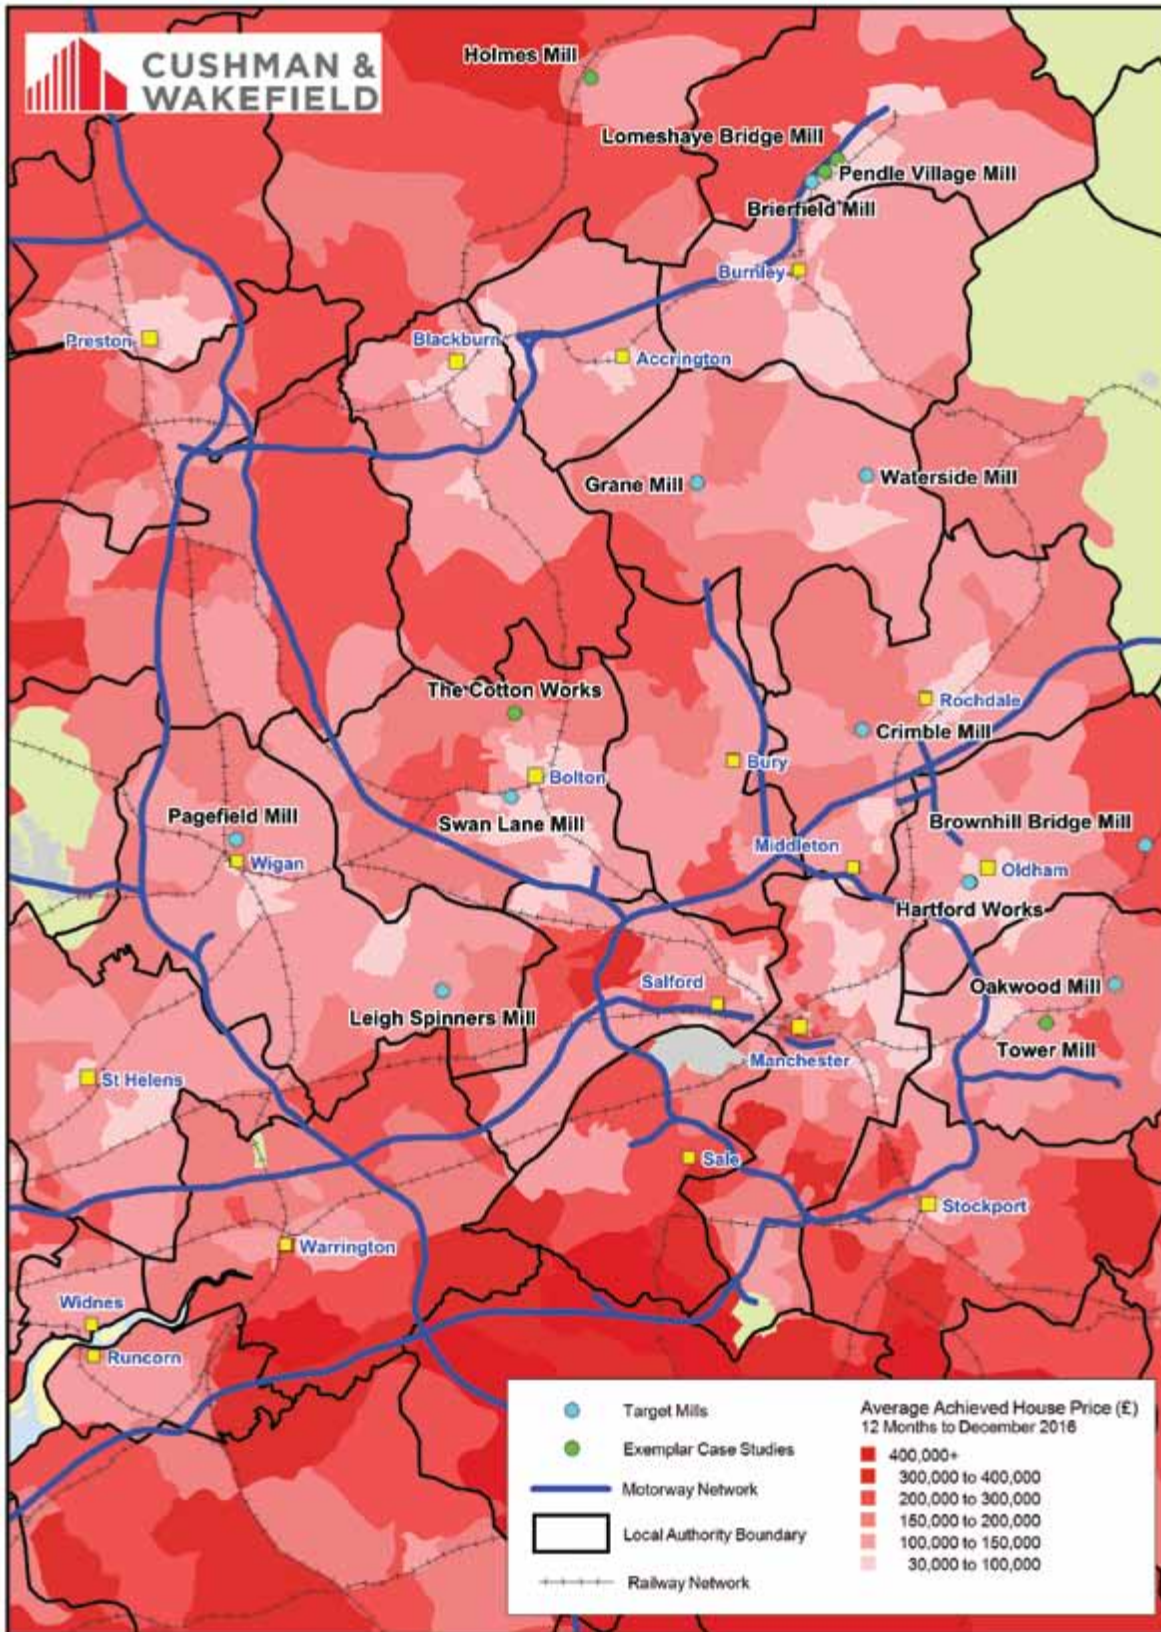 CUSHMAN &
WAKEFIELD
Holmes Mill
Lomeshaye Bridge Mill
Pendle Village Mill
Brierfield Mill
Burnley
Preston
Blackburn
Accrington
Grane Mill
Waterside Mill
The Cotton Works
Rochdale
Crimble Mill
Bury
Bolton
Pagefield Mill
Swan Lane Mill
Brownhill Bridge Mill
Middleton
Wigan
Oldham
Hartford Works
Salford
Oakwood Mill
Leigh Spinners Mill
Tower Mill
Manchester
St Helens
Sale
Stockport
Warrington
Widnes
Runcorn
Target Mills
Exemplar Case Studies
Motorway Network
Local Authority Boundary
Railway Network
Average Achieved House Price (£)
12 Months to December 2016
400,000+
300,000 to 400,000
200,000 to 300,000
150,000 to 200,000
100,000 to 150,000
30,000 to 100,000